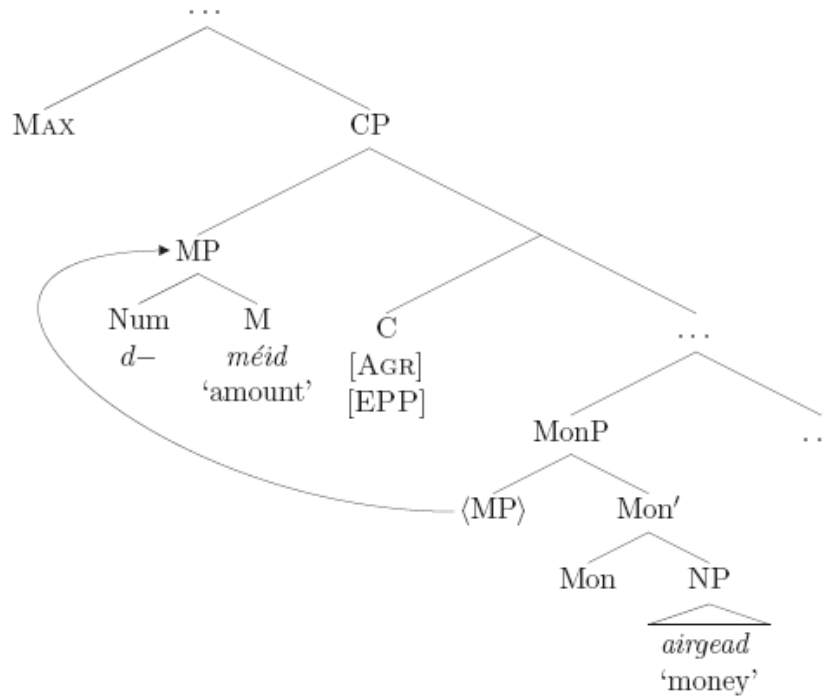 ...
MAX CP
MP
Num M C ...
d– méid [AGR]
‘amount’ [EPP]
MonP ..
⟨MP⟩ Mon′
Mon NP
airgead
‘money’